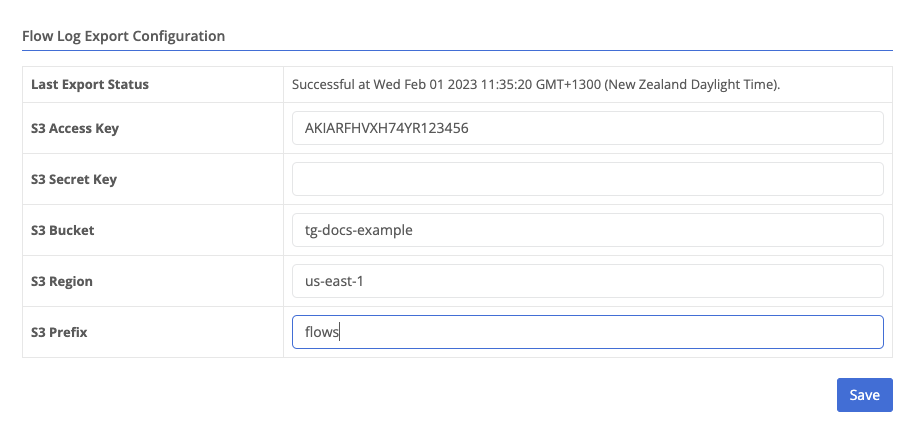 Flow Log Export Configuration
Last Export Status
Successful at Wed Feb 01 2023 11:35:20 GMT+1300 (New Zealand Daylight Time).
S3 Access Key
AKIARFHVXH74YR123456
S3 Secret Key
S3 Bucket
tg-docs-example
S3 Region
us-east-1
S3 Prefix
flows
Save